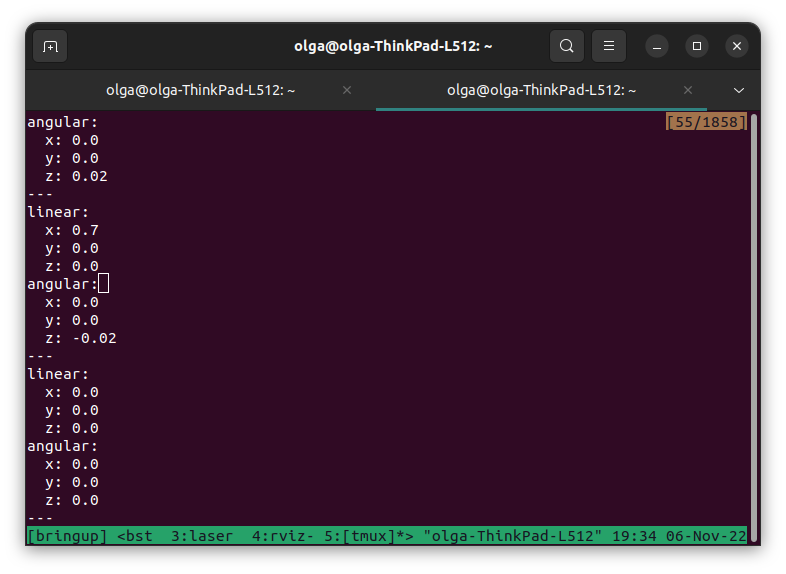 olga@olga-ThinkPad-L512: ~
olga@olga-ThinkPad-L512: ~
olga@olga-ThinkPad-L512: ~
angular:
[55/1858]
  x: 0.0
  y: 0.0
  z: 0.02
---
linear:
  x: 0.7
  y: 0.0
  z: 0.0
angular:
  x: 0.0
  y: 0.0
  z: -0.02
---
linear:
  x: 0.0
  y: 0.0
  z: 0.0
angular:
  x: 0.0
  y: 0.0
  z: 0.0
---
[bringup] <bst  3:laser  4:rviz- 5:[tmux]*> "olga-ThinkPad-L512" 19:34 06-Nov-22